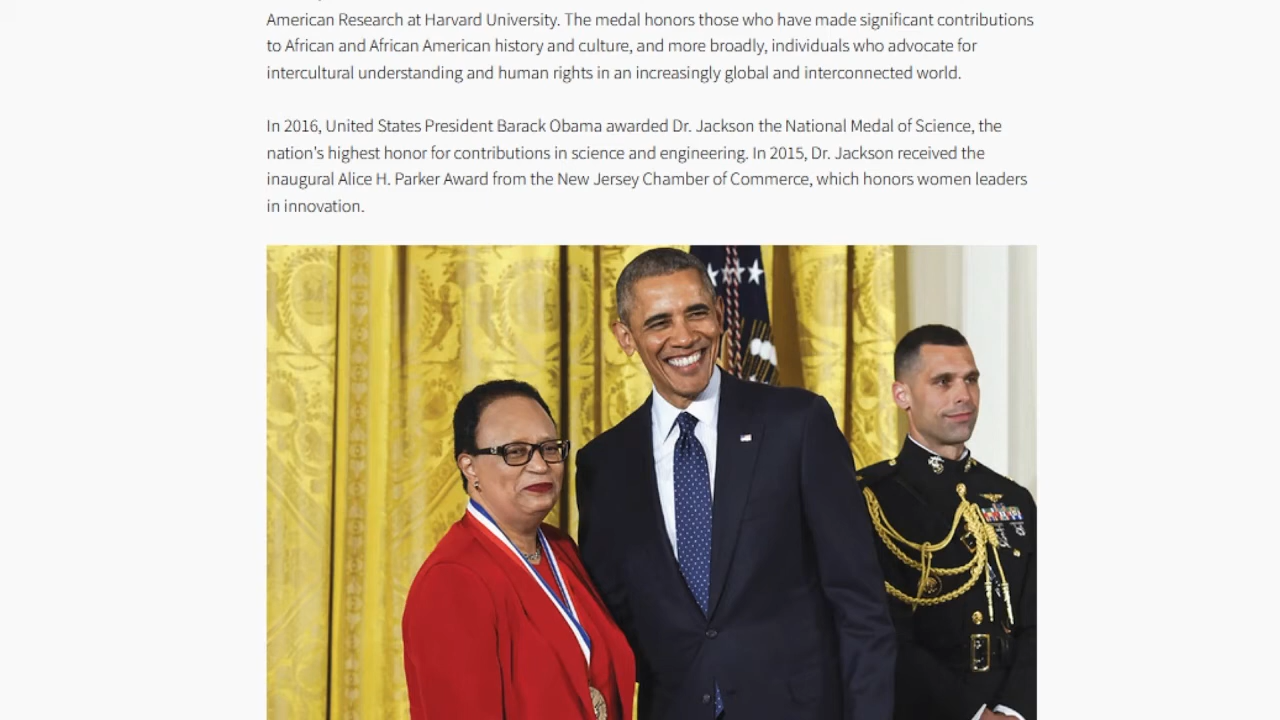 American Research at Harvard University. The medal honors those who have made significant contributions
to African and African American history and culture, and more broadly, individuals who advocate for
intercultural understanding and human rights in an increasingly global and interconnected world.
In 2016, United States President Barack Obama awarded Dr. Jackson the National Medal of Science, the
nation's highest honor for contributions in science and engineering. In 2015, Dr. Jackson received the
inaugural Alice H. Parker Award from the New Jersey Chamber of Commerce, which honors women leaders
in innovation.